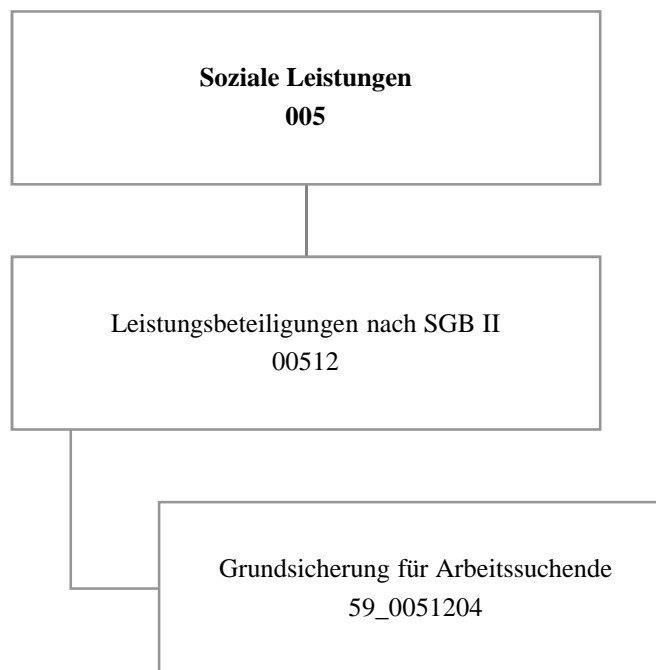 Soziale Leistungen
005
Leistungsbeteiligungen nach SGB II
00512
Grundsicherung für Arbeitssuchende
59_0051204